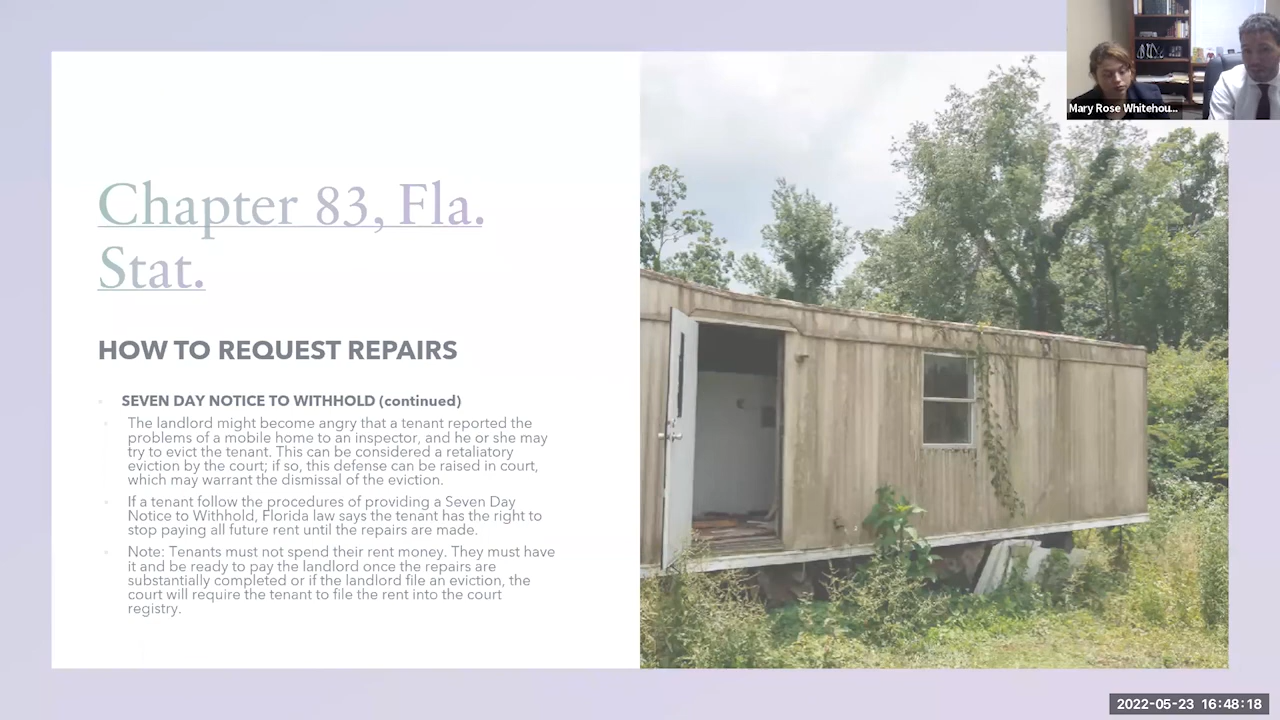 Mary Rose Whitehou...
Chapter 83, Fla.
Stat.
HOW TO REQUEST REPAIRS
SEVEN DAY NOTICE TO WITHHOLD (continued)
The landlord might become angry that a tenant reported the
problems of a mobile home to an inspector, and he or she may
try to evict the tenant. This can be considered a retaliatory
eviction by the court; if so, this defense can be raised in court,
which may warrant the dismissal of the eviction.
If a tenant follow the procedures of providing a Seven Day
Notice to Withhold, Florida law says the tenant has the right to
stop paying all future rent until the repairs are made.
Note: Tenants must not spend their rent money. They must have
it and be ready to pay the landlord once the repairs are
substantially completed or if the landlord file an eviction, the
court will require the tenant to file the rent into the court
registry.
2022-05-23 16:48:18